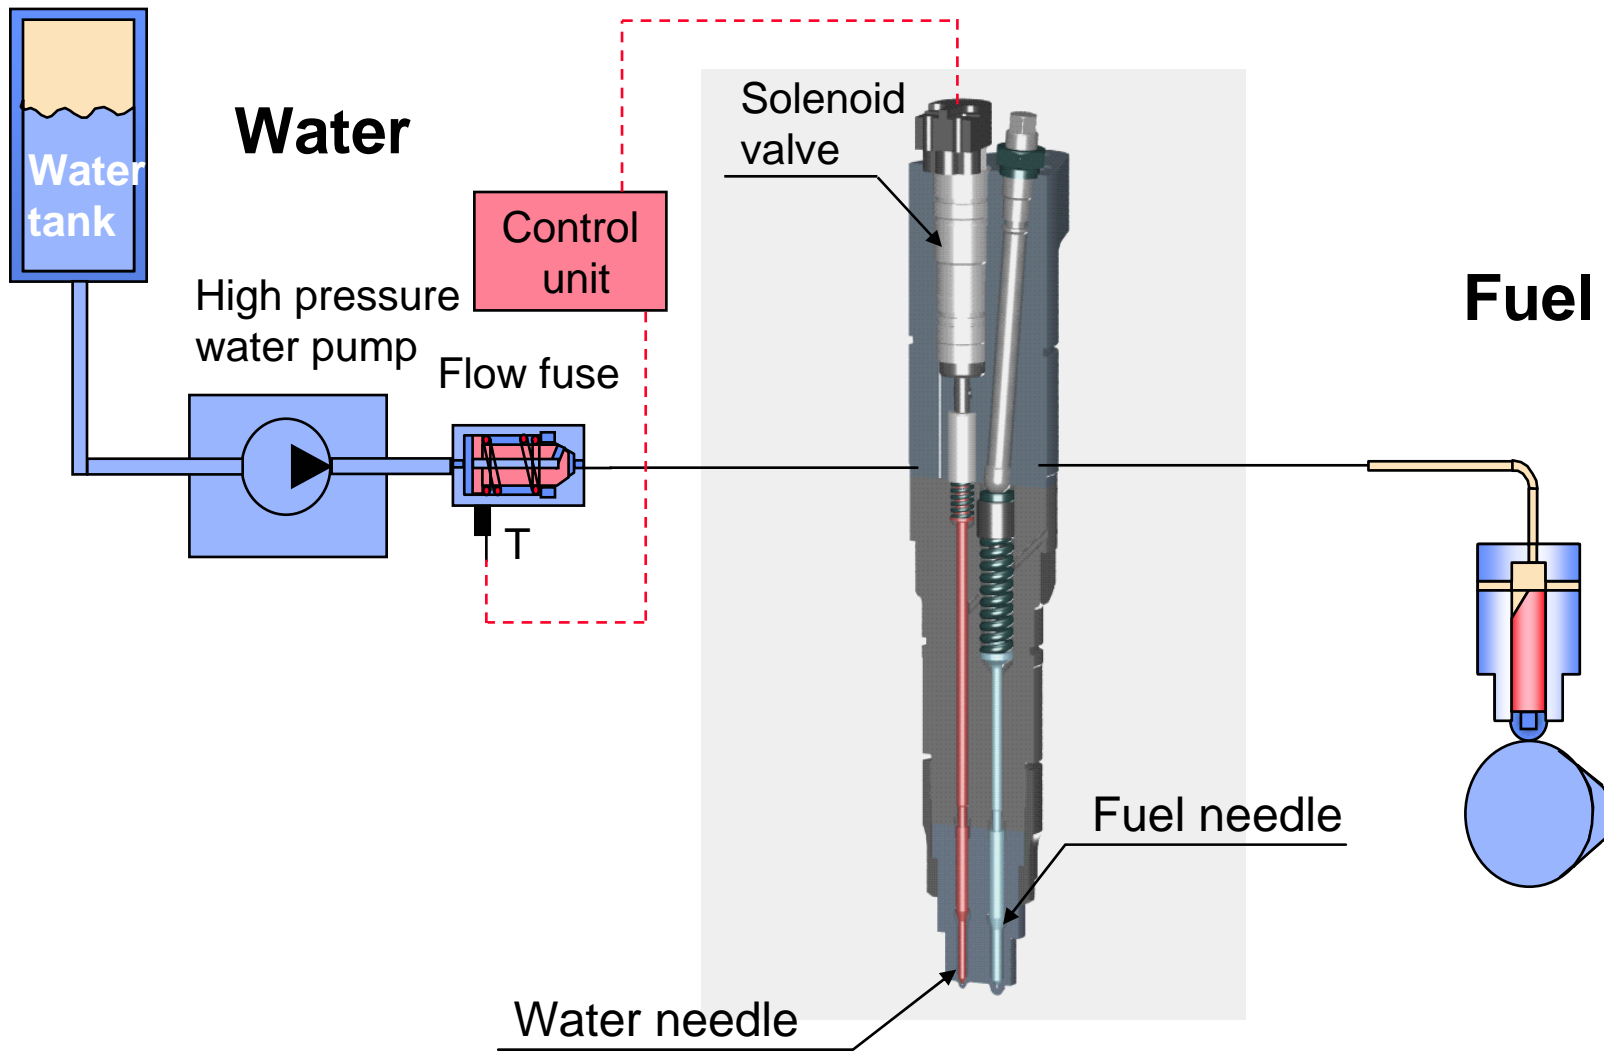 Water
tank
Water
High pressure
water pump
Flow fuse
T
Control
unit
Solenoid
valve
Fuel
Fuel needle
Water needle